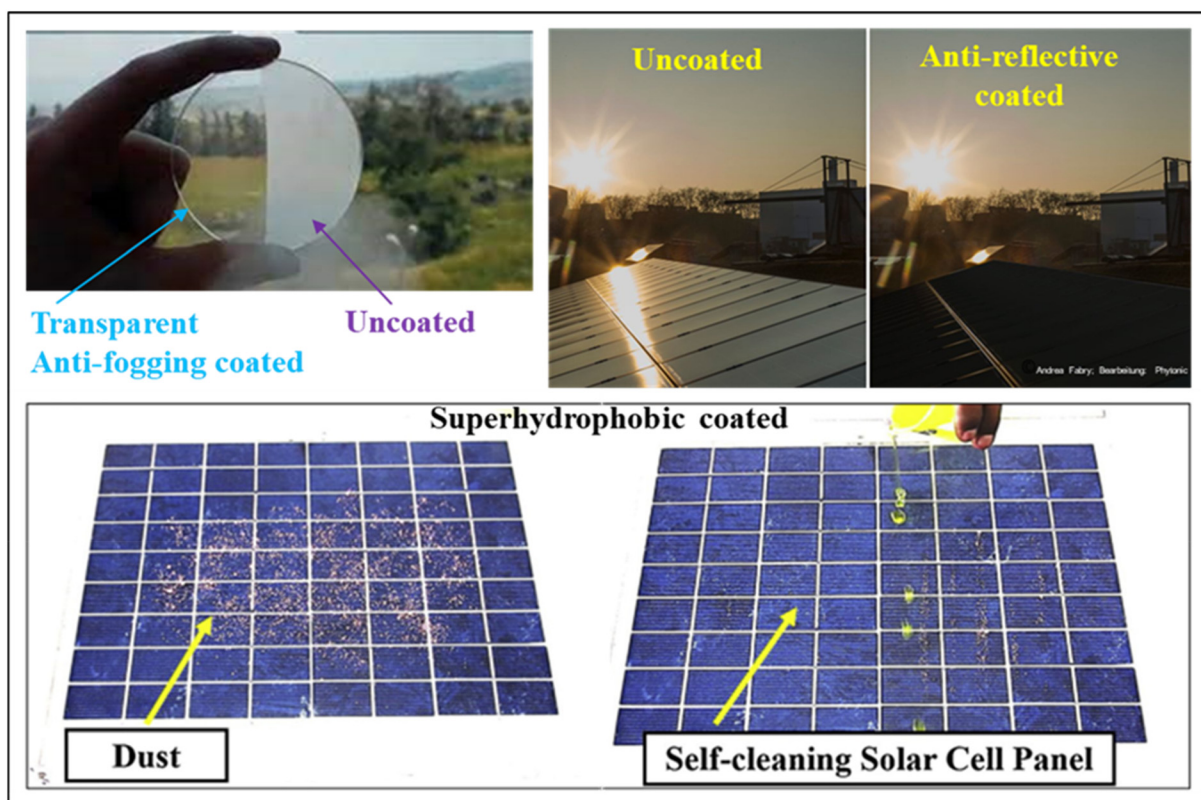 Uncoated
Anti-reflective
coated
Transparent
Anti-fogging coated
Uncoated
© Andrea Fabry; Bearbeitung: Phytonic
Superhydrophobic coated
Dust
Self-cleaning Solar Cell Panel